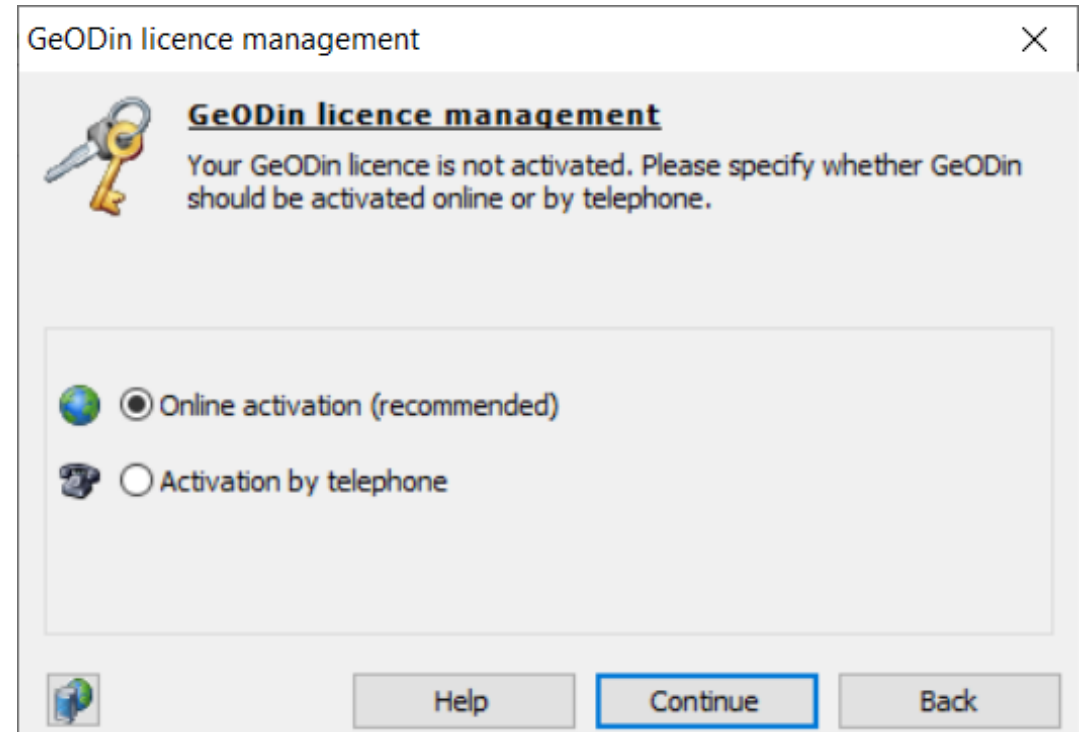 GeODin licence management
GeODin licence management
Your GeODin licence is not activated. Please specify whether GeODin
should be activated online or by telephone.
Online activation (recommended)
Activation by telephone
Help Continue Back